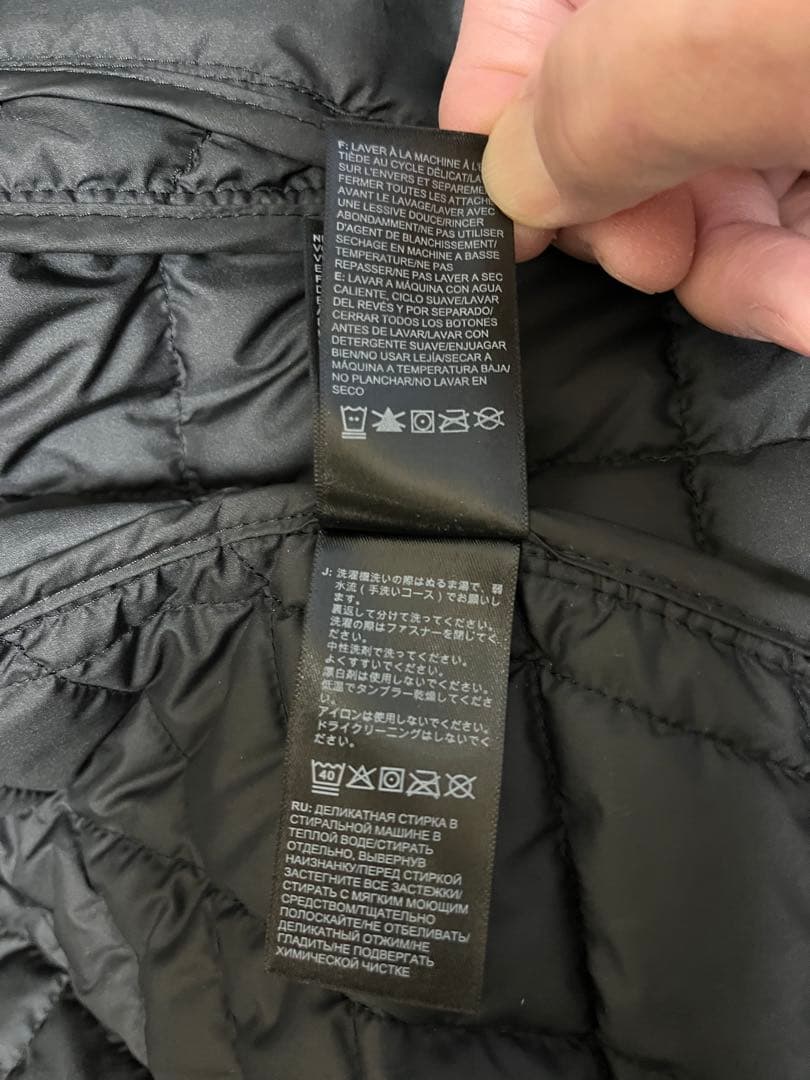 F: LAVER À LA MACHINE À L'E
TIÈDE AU CYCLE DÉLICAT/LA
SUR L'ENVERS ET SEPAREME
FERMER TOUTES LES ATTACHE
AVANT LE LAVAGE/LAVER AVEC
UNE LESSIVE DOUCE/RINCER
ABONDAMMENT/NE PAS UTILISER
D'AGENT DE BLANCHISSEMENT/
SECHAGE EN MACHINE A BASSE
TEMPERATURE/NE PAS
REPASSER/NE PAS LAVER A SEC
E: LAVAR A MÁQUINA CON AGUA
CALIENTE, CICLO SUAVE/LAVAR
DEL REVÉS Y POR SEPARADO/
CERRAR TODOS LOS BOTONES
ANTES DE LAVAR/LAVAR CON
DETERGENTE SUAVE/ENJUAGAR
BIEN/NO USAR LEJÍA/SECAR A
MÁQUINA A TEMPERATURA BAJA/
NO PLANCHAR/NO LAVAR EN
SECO
J: 洗濯機洗いの際はぬるま湯で、弱
水流(手洗いコース)でお願いし
ます。
裏返して分けて洗ってください。
洗濯の際はファスナーを閉じてく
ださい。
中性洗剤で洗ってください。
よくすすいでください。
漂白剤は使用しないでください。
低温でタンブラー乾燥してくださ
い。
アイロンは使用しないでください。
ドライクリーニングはしないでく
ださい。
40
RU: ДЕЛИКАТНАЯ СТИРКА В
СТИРАЛЬНОЙ МАШИНЕ В
ТЕПЛОЙ ВОДЕ/СТИРАТЬ
ОТДЕЛЬНО, ВЫВЕРНУВ
НАИЗНАНКУ/ПЕРЕД СТИРКОЙ
ЗАСТЕГНИТЕ ВСЕ ЗАСТЕЖКИ/
СТИРАТЬ С МЯГКИМ МОЮЩИМ
СРЕДСТВОМ/ТЩАТЕЛЬНО
ПОЛОСКАЙТЕ/НЕ ОТБЕЛИВАТЬ/
ДЕЛИКАТНЫЙ ОТЖИМ/НЕ
ГЛАДИТЬ/НЕ ПОДВЕРГАТЬ
ХИМИЧЕСКОЙ ЧИСТКЕ